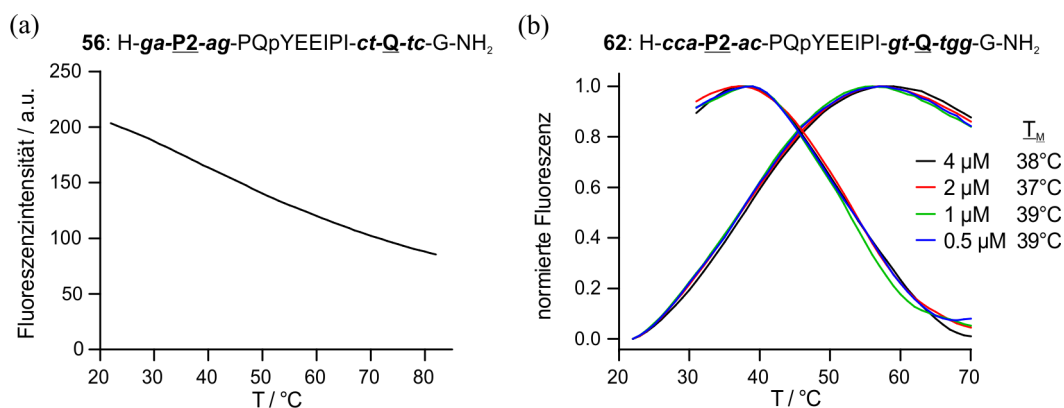 (a)
56: H-ga-P2-ag-PQpYEEIPI-ct-Q-tc-G-NH₂
250
200
150
100
50
0
Fluoreszenzintensität / a.u.
20 30 40 50 60 70 80
T / °C
(b)
62: H-cca-P2-ac-PQpYEEIPI-gt-Q-tgg-G-NH₂
1.0
0.8
0.6
0.4
0.2
0.0
normierte Fluoreszenz
30 40 50 60 70
T / °C
T_M
4 µM 38°C
2 µM 37°C
1 µM 39°C
0.5 µM 39°C